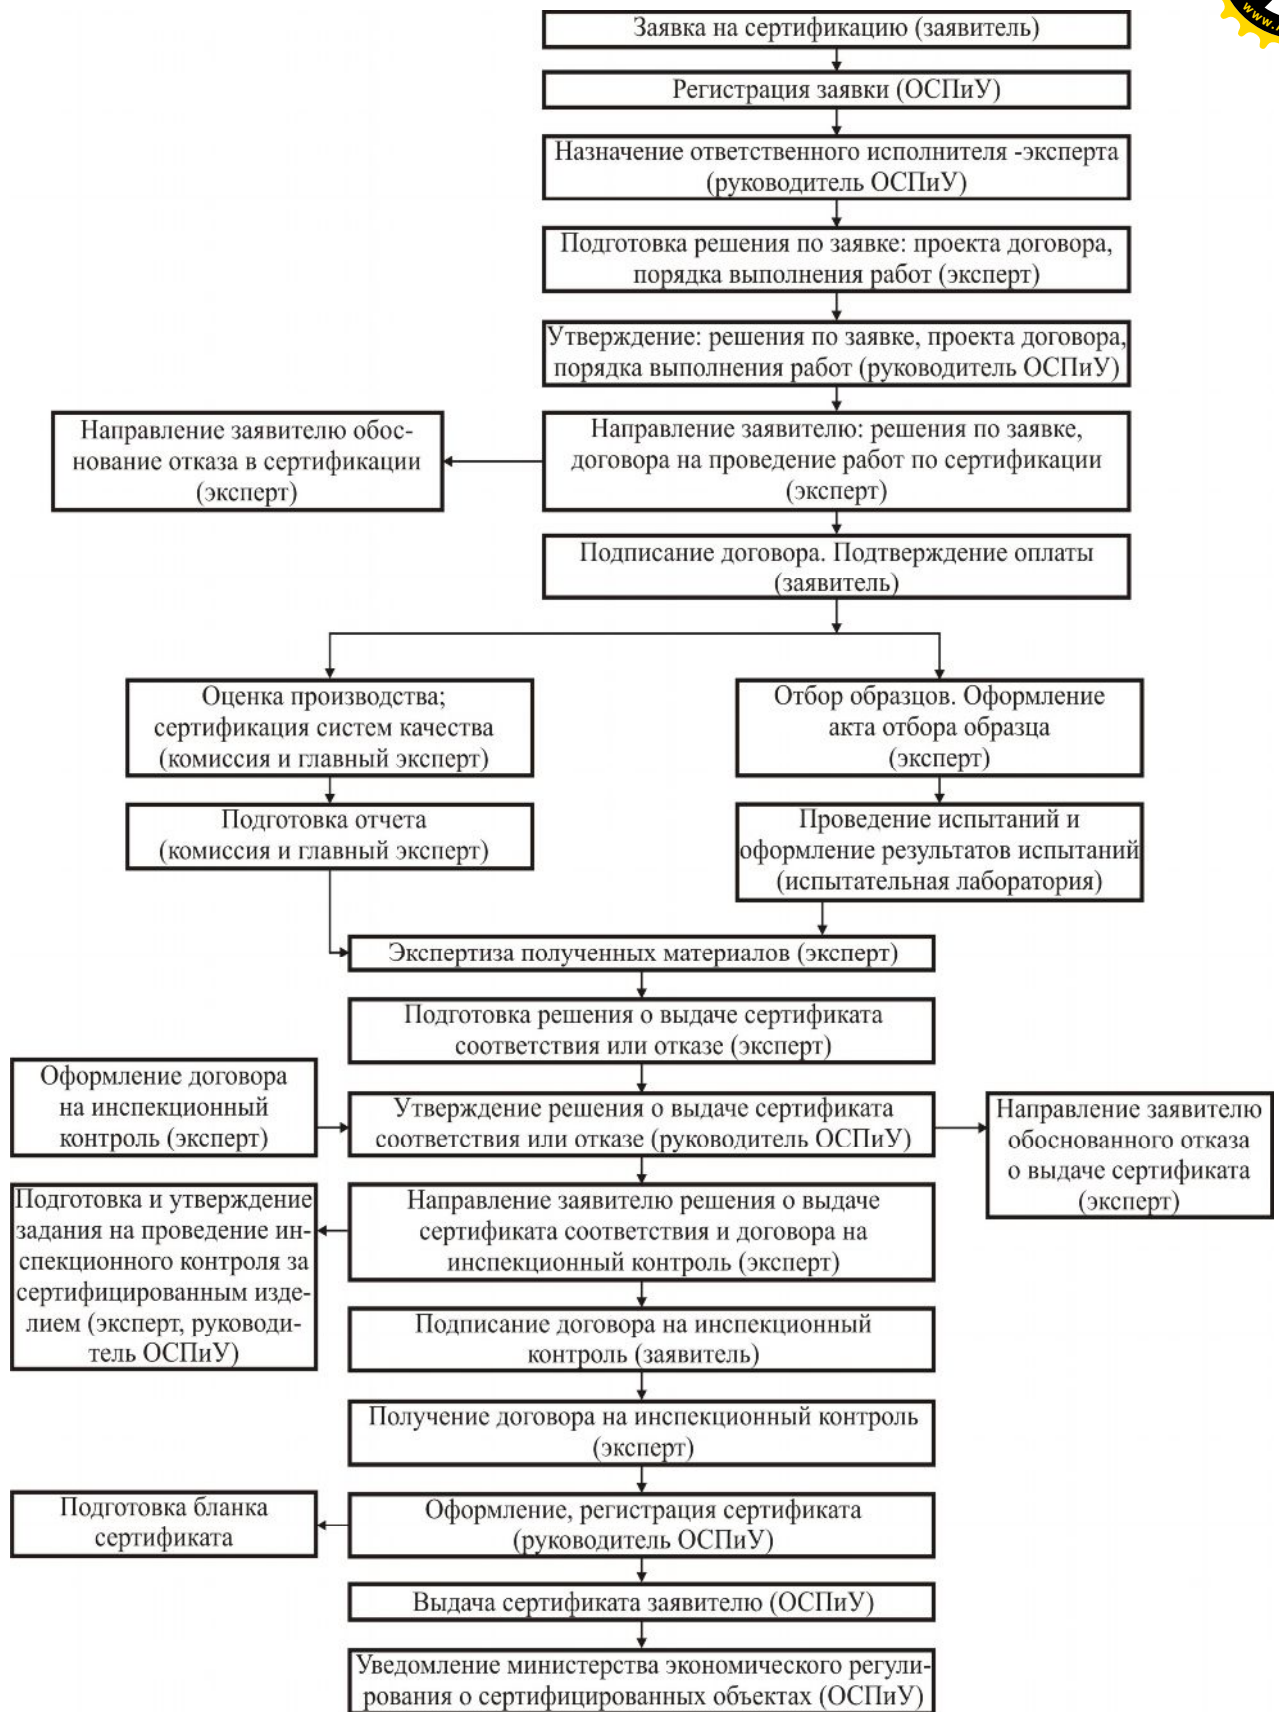 Заявка на сертификацию (заявитель)
Регистрация заявки (ОСПиУ)
Назначение ответственного исполнителя -эксперта
(руководитель ОСПиУ)
Подготовка решения по заявке: проекта договора,
порядка выполнения работ (эксперт)
Утверждение: решения по заявке, проекта договора,
порядка выполнения работ (руководитель ОСПиУ)
Направление заявителю обос-
нование отказа в сертификации
(эксперт)
Направление заявителю: решения по заявке,
договора на проведение работ по сертификации
(эксперт)
Подписание договора. Подтверждение оплаты
(заявитель)
Оценка производства;
сертификация систем качества
(комиссия и главный эксперт)
Отбор образцов. Оформление
акта отбора образца
(эксперт)
Подготовка отчета
(комиссия и главный эксперт)
Проведение испытаний и
оформление результатов испытаний
(испытательная лаборатория)
Экспертиза полученных материалов (эксперт)
Подготовка решения о выдаче сертификата
соответствия или отказе (эксперт)
Оформление договора
на инспекционный
контроль (эксперт)
Утверждение решения о выдаче сертификата
соответствия или отказе (руководитель ОСПиУ)
Направление заявителю
обоснованного отказа
о выдаче сертификата
(эксперт)
Подготовка и утверждение
задания на проведение ин-
спекционного контроля за
сертифицированным изде-
лием (эксперт, руководи-
тель ОСПиУ)
Направление заявителю решения о выдаче
сертификата соответствия и договора на
инспекционный контроль (эксперт)
Подписание договора на инспекционный
контроль (заявитель)
Получение договора на инспекционный контроль
(эксперт)
Подготовка бланка
сертификата
Оформление, регистрация сертификата
(руководитель ОСПиУ)
Выдача сертификата заявителю (ОСПиУ)
Уведомление министерства экономического регули-
рования о сертифицированных объектах (ОСПиУ)